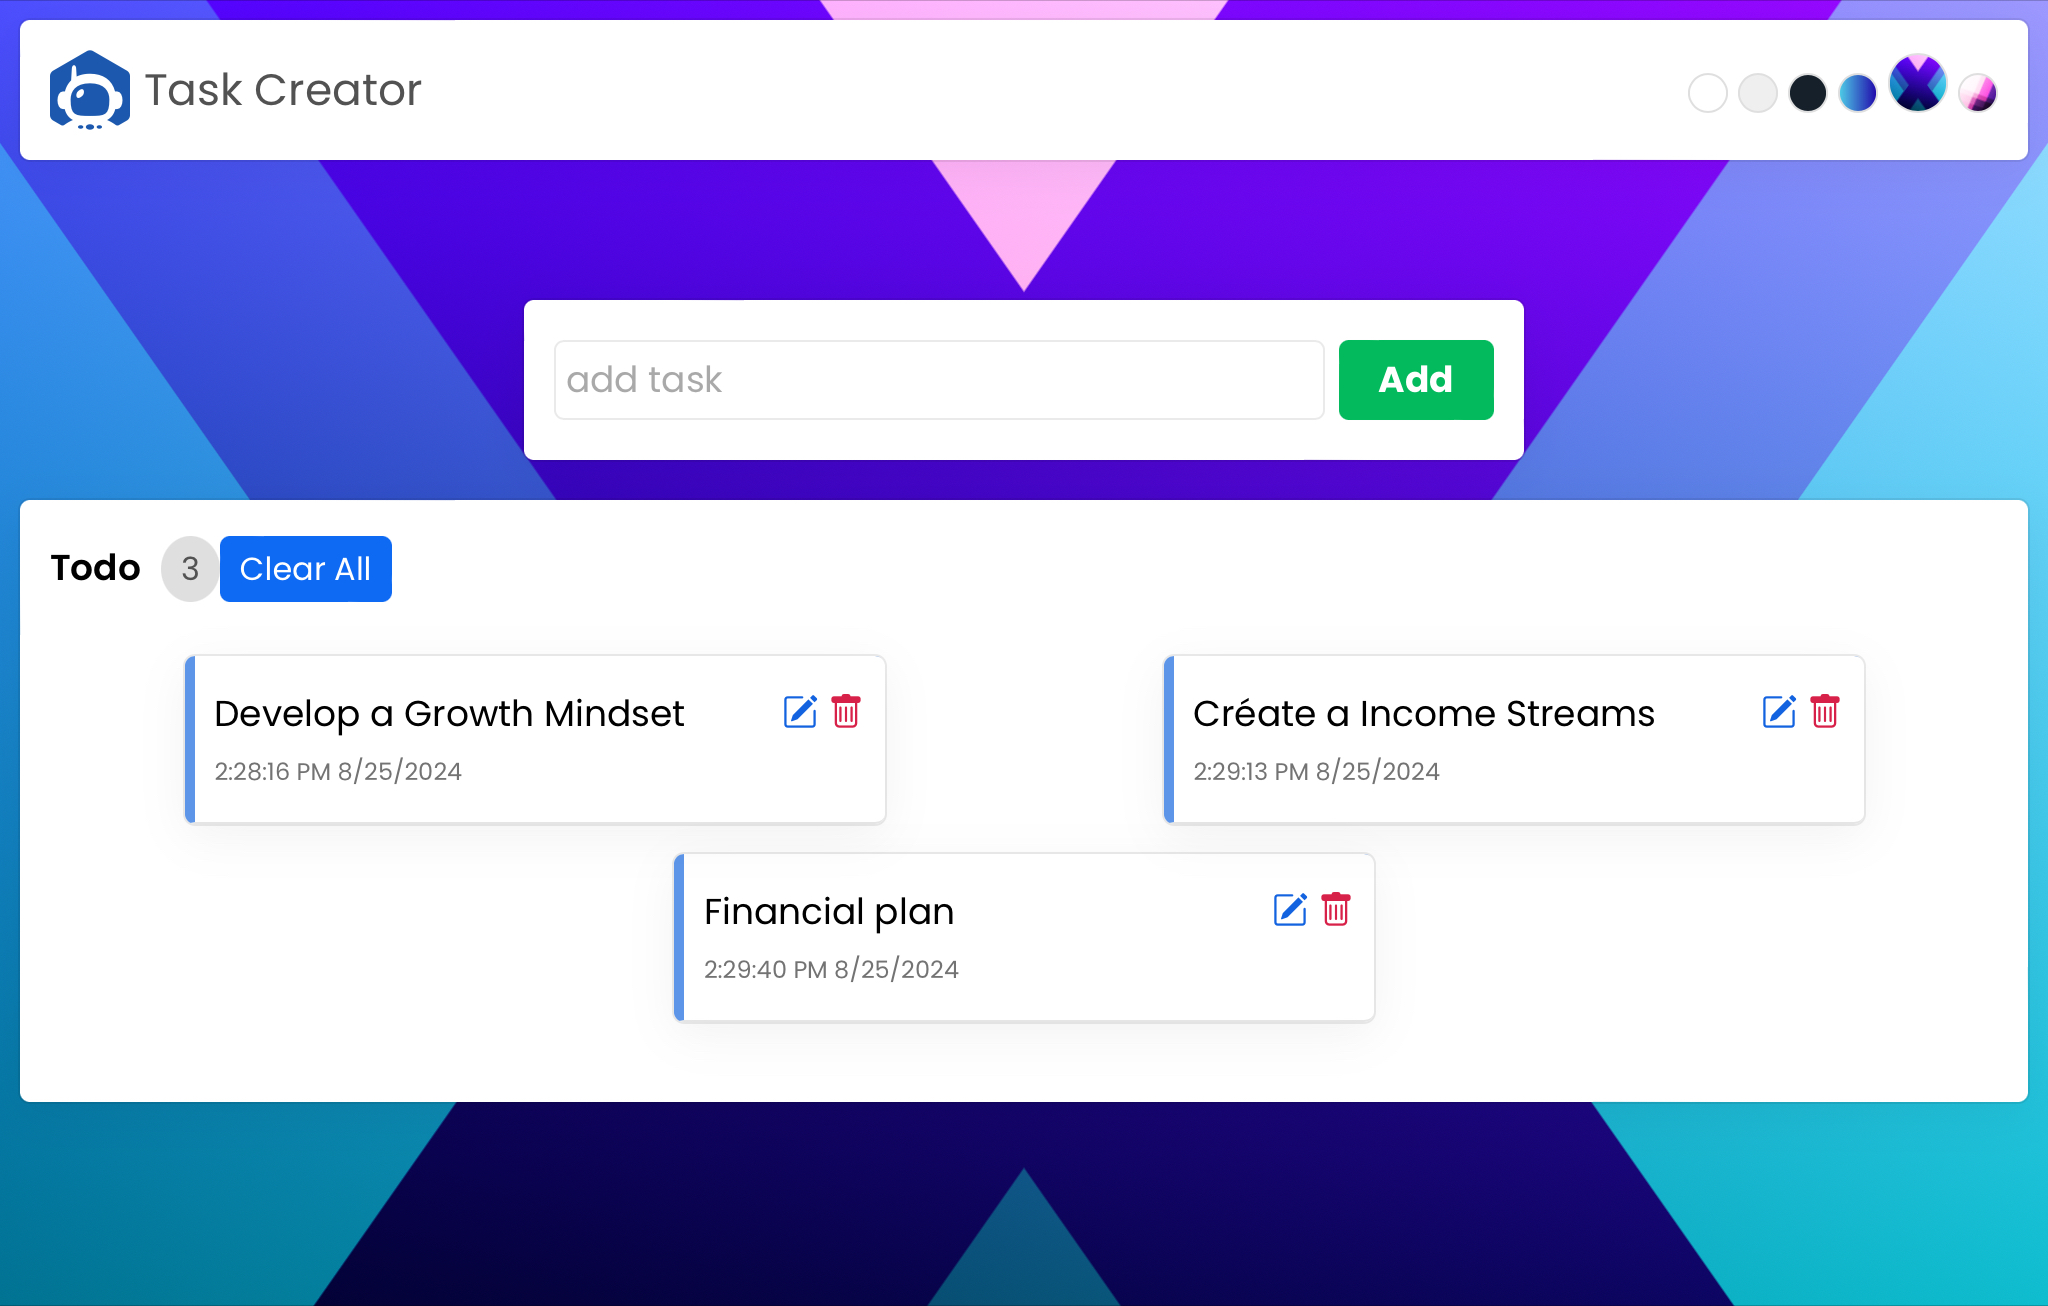 Task Creator
add task
Add
Todo 3 Clear All
Develop a Growth Mindset
2:28:16 PM 8/25/2024
Créate a Income Streams
2:29:13 PM 8/25/2024
Financial plan
2:29:40 PM 8/25/2024